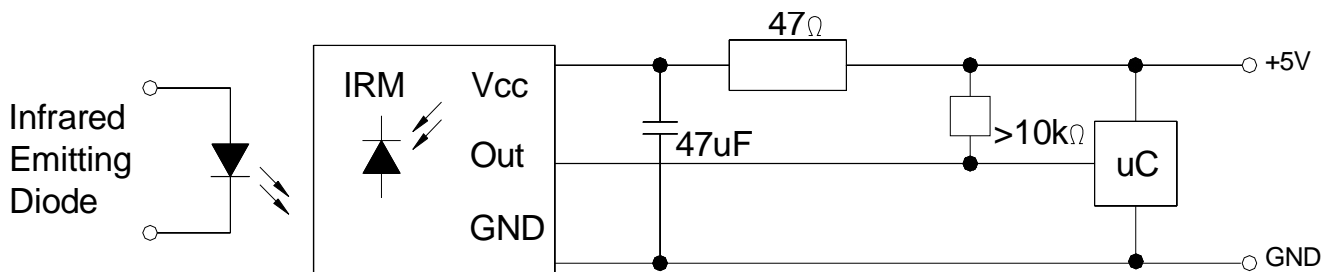 47Ω
+5V
IRM
Vcc
Infrared
Emitting
Diode
47uF
>10kΩ
Out
uC
GND
GND